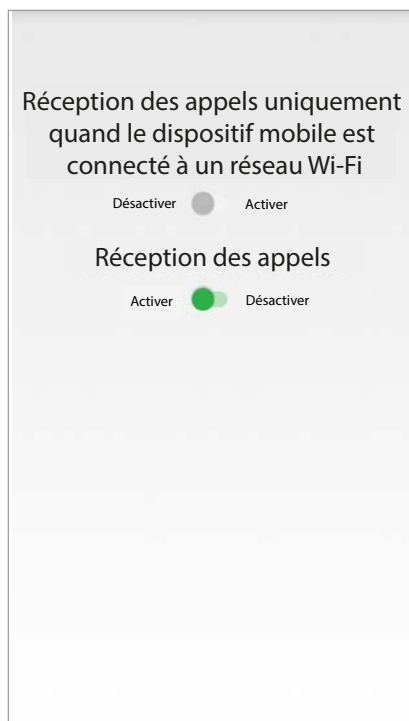 Réception des appels uniquement
quand le dispositif mobile est
connecté à un réseau Wi-Fi
Désactiver Activer
Réception des appels
Activer Désactiver